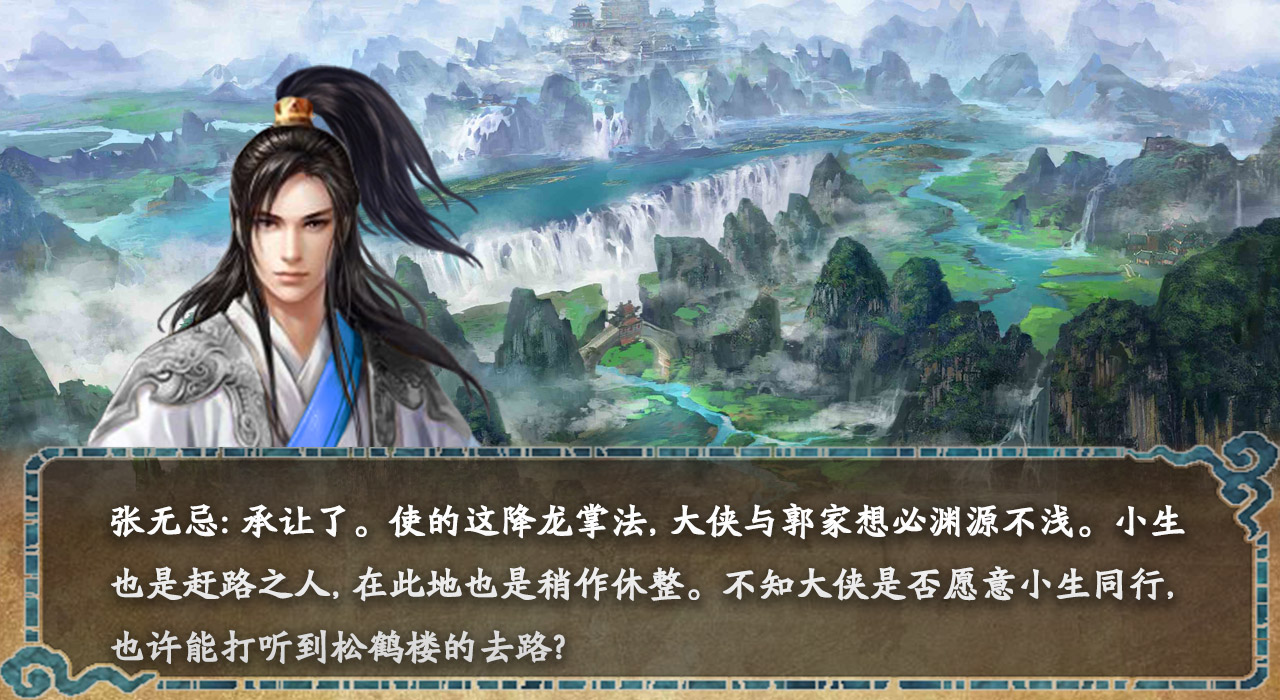 张无忌: 承让了。使的这降龙掌法, 大侠与郭家想必渊源不浅。小生
也是赶路之人, 在此地也是稍作休整。不知大侠是否愿意小生同行,
也许能打听到松鹤楼的去路?